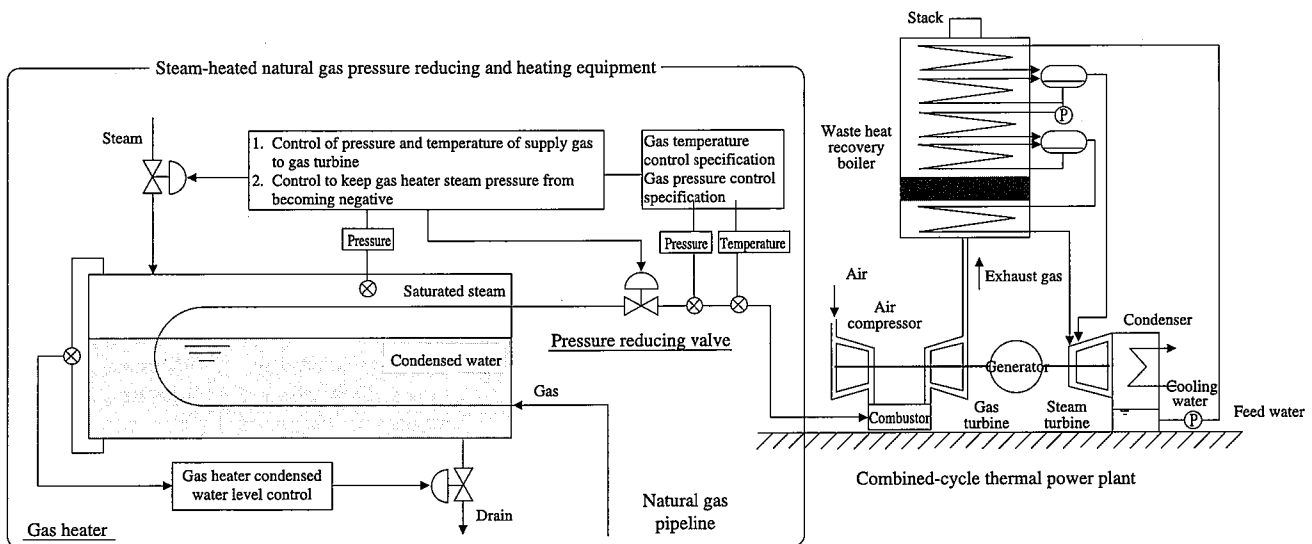 Steam-heated natural gas pressure reducing and heating equipment
Steam
1. Control of pressure and temperature of supply gas
to gas turbine
2. Control to keep gas heater steam pressure from
becoming negative
Gas temperature
control specification
Gas pressure control
specification
Pressure
Pressure
Temperature
Saturated steam
Pressure reducing valve
Condensed water
Gas
Gas heater condensed
water level control
Drain
Natural gas
pipeline
Gas heater
Stack
P
Waste heat
recovery
boiler
Exhaust gas
Air
Air
compressor
Condenser
Generator
Cooling
water
Combustor
Gas
turbine
Steam
turbine
P
Feed water
Combined-cycle thermal power plant